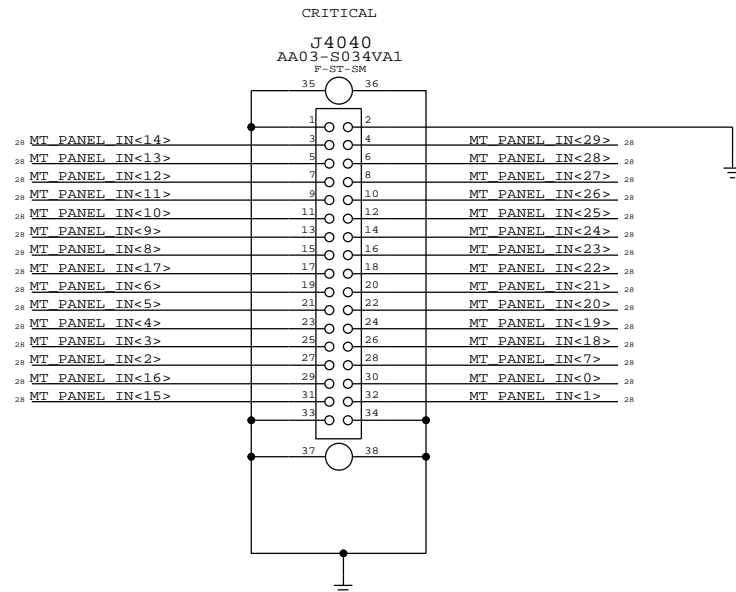 CRITICAL
J4040
AA03-S034VA1
F-ST-SM
35 36
1 2
28 MT_PANEL_IN<14> 3 4 MT_PANEL_IN<29> 28
28 MT_PANEL_IN<13> 5 6 MT_PANEL_IN<28> 28
28 MT_PANEL_IN<12> 7 8 MT_PANEL_IN<27> 28
28 MT_PANEL_IN<11> 9 10 MT_PANEL_IN<26> 28
28 MT_PANEL_IN<10> 11 12 MT_PANEL_IN<25> 28
28 MT_PANEL_IN<9> 13 14 MT_PANEL_IN<24> 28
28 MT_PANEL_IN<8> 15 16 MT_PANEL_IN<23> 28
28 MT_PANEL_IN<17> 17 18 MT_PANEL_IN<22> 28
28 MT_PANEL_IN<6> 19 20 MT_PANEL_IN<21> 28
28 MT_PANEL_IN<5> 21 22 MT_PANEL_IN<20> 28
28 MT_PANEL_IN<4> 23 24 MT_PANEL_IN<19> 28
28 MT_PANEL_IN<3> 25 26 MT_PANEL_IN<18> 28
28 MT_PANEL_IN<2> 27 28 MT_PANEL_IN<7> 28
28 MT_PANEL_IN<16> 29 30 MT_PANEL_IN<0> 28
28 MT_PANEL_IN<15> 31 32 MT_PANEL_IN<1> 28
33 34
37 38